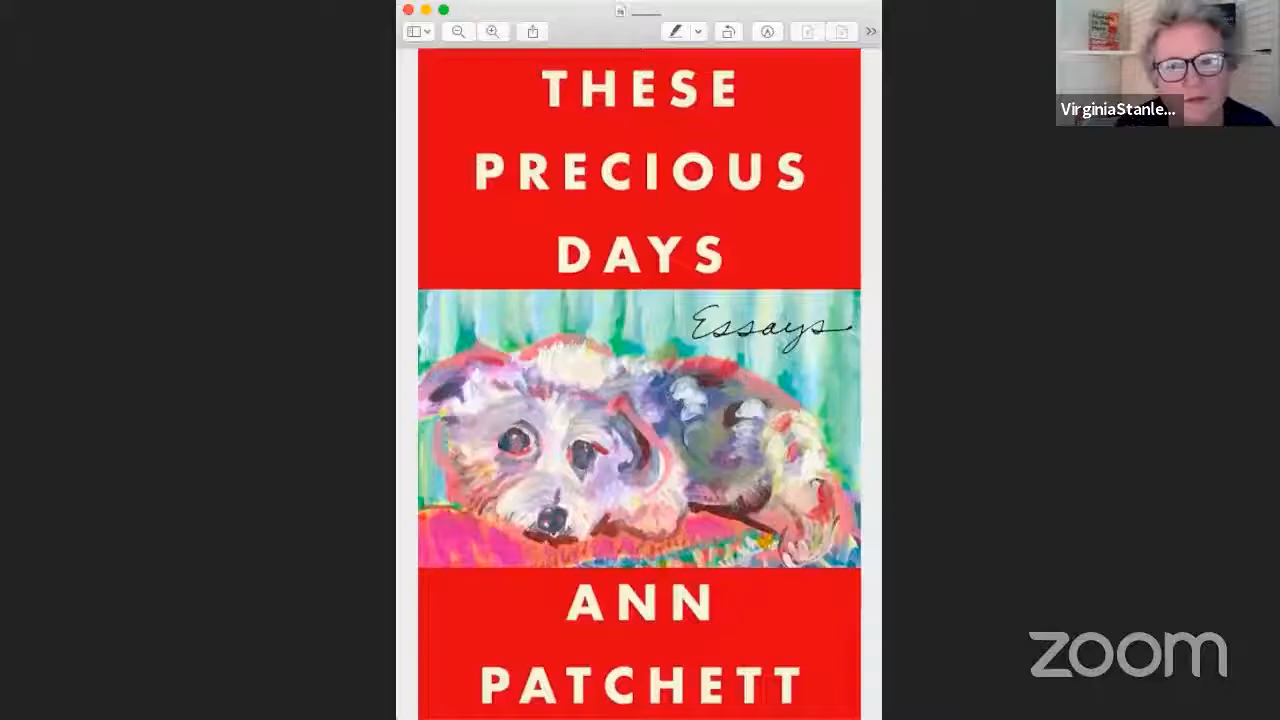 THESE
PRECIOUS
DAYS
Essays
ANN
PATCHETT
VirginiaStanle...
zoom